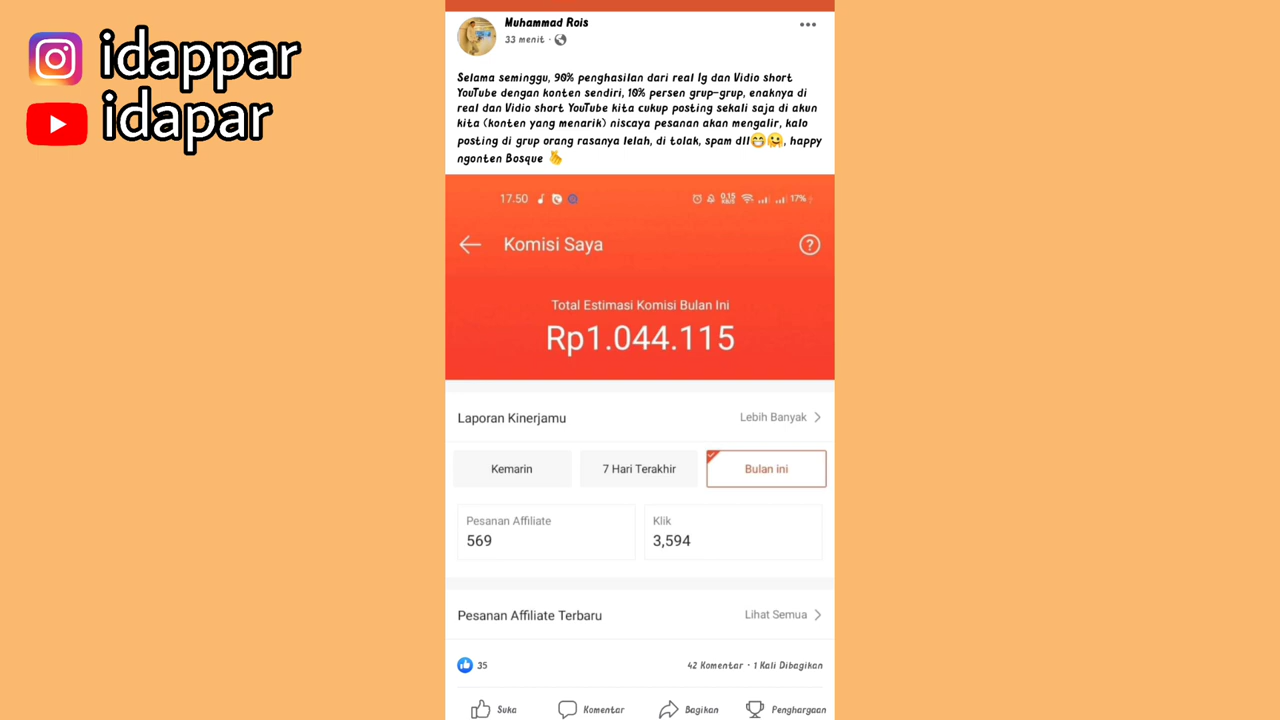 idappar
idapar
Muhammad Rois
33 menit ·
Selama seminggu, 90% penghasilan dari real Ig dan Vidio short
YouTube dengan konten sendiri, 10% persen grup-grup, enaknya di
real dan Vidio short YouTube kita cukup posting sekali saja di akun
kita (konten yang menarik) niscaya pesanan akan mengalir, kalo
posting di grup orang rasanya lelah, di tolak, spam dll😁🤗, happy
ngonten Bosque 🫰
17.50
0,15 KB/S 17%
Komisi Saya
Total Estimasi Komisi Bulan Ini
Rp1.044.115
Laporan Kinerjamu
Lebih Banyak >
Kemarin
7 Hari Terakhir
Bulan ini
Pesanan Affiliate
569
Klik
3,594
Pesanan Affiliate Terbaru
Lihat Semua >
35
42 Komentar · 1 Kali Dibagikan
Suka
Komentar
Bagikan
Penghargaan